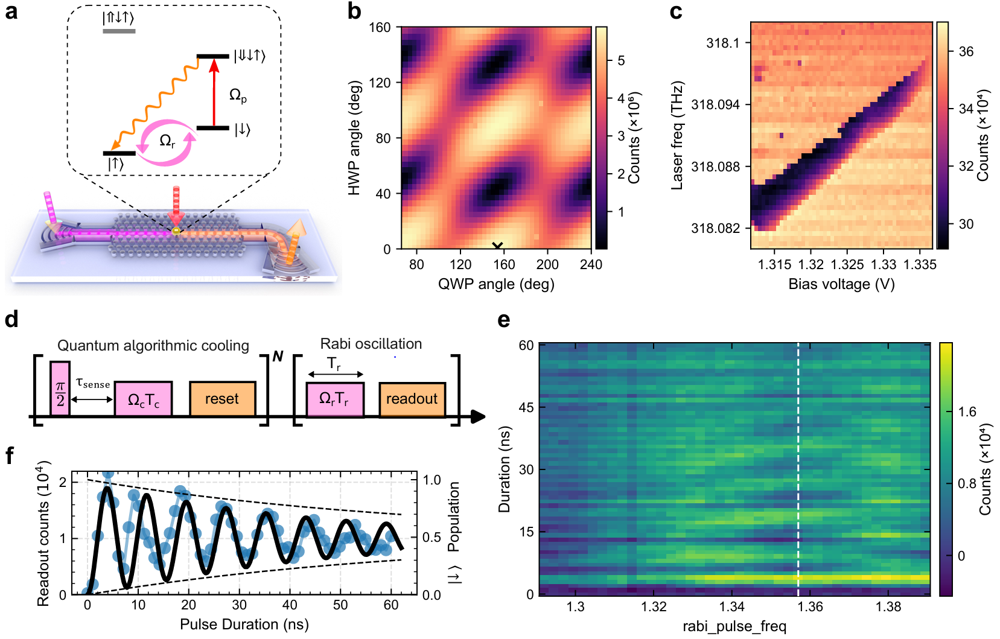 a
|⇑↓↑⟩
|⇓↓↑⟩
Ωp
|↓⟩
Ωr
|↑⟩
b
160
120
80
40
0
HWP angle (deg)
80 120 160 200 240
QWP angle (deg)
5
4
3
2
1
Counts (×10⁶)
c
318.1
318.094
318.088
318.082
Laser freq (THz)
1.315 1.32 1.325 1.33 1.335
Bias voltage (V)
36
34
32
30
Counts (×10⁴)
d
Quantum algorithmic cooling
N
Rabi oscillation
π/2
τsense
ΩcTc
reset
Tr
ΩrTr
readout
e
60
45
30
15
0
Duration (ns)
1.3 1.32 1.34 1.36 1.38
rabi_pulse_freq
1.6
0.8
0
Counts (×10⁴)
f
2
1
0
Readout counts (10⁴)
0 10 20 30 40 50 60
Pulse Duration (ns)
1.0
0.5
0.0
|↓⟩ Population